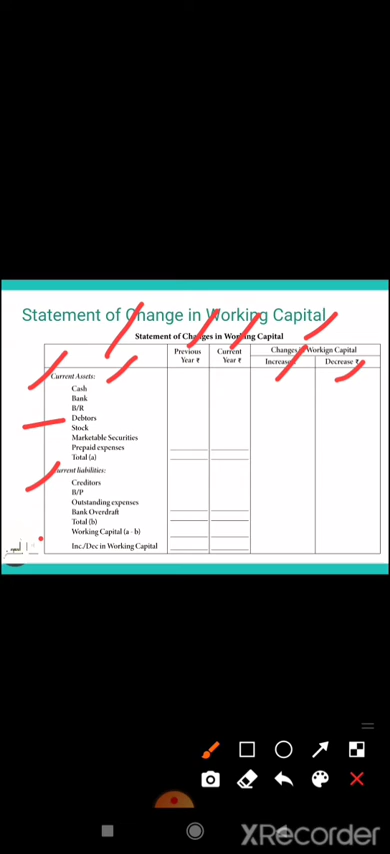 Statement of Change in Working Capital
Statement of Changes in Working Capital
Previous Year ₹ Current Year ₹ Changes in Workign Capital
Increase Decrease ₹
Current Assets:
Cash
Bank
B/R
Debtors
Stock
Marketable Securities
Prepaid expenses
Total (a)
Current liabilities:
Creditors
B/P
Outstanding expenses
Bank Overdraft
Total (b)
Working Capital (a - b)
Inc./Dec in Working Capital
XRecorder